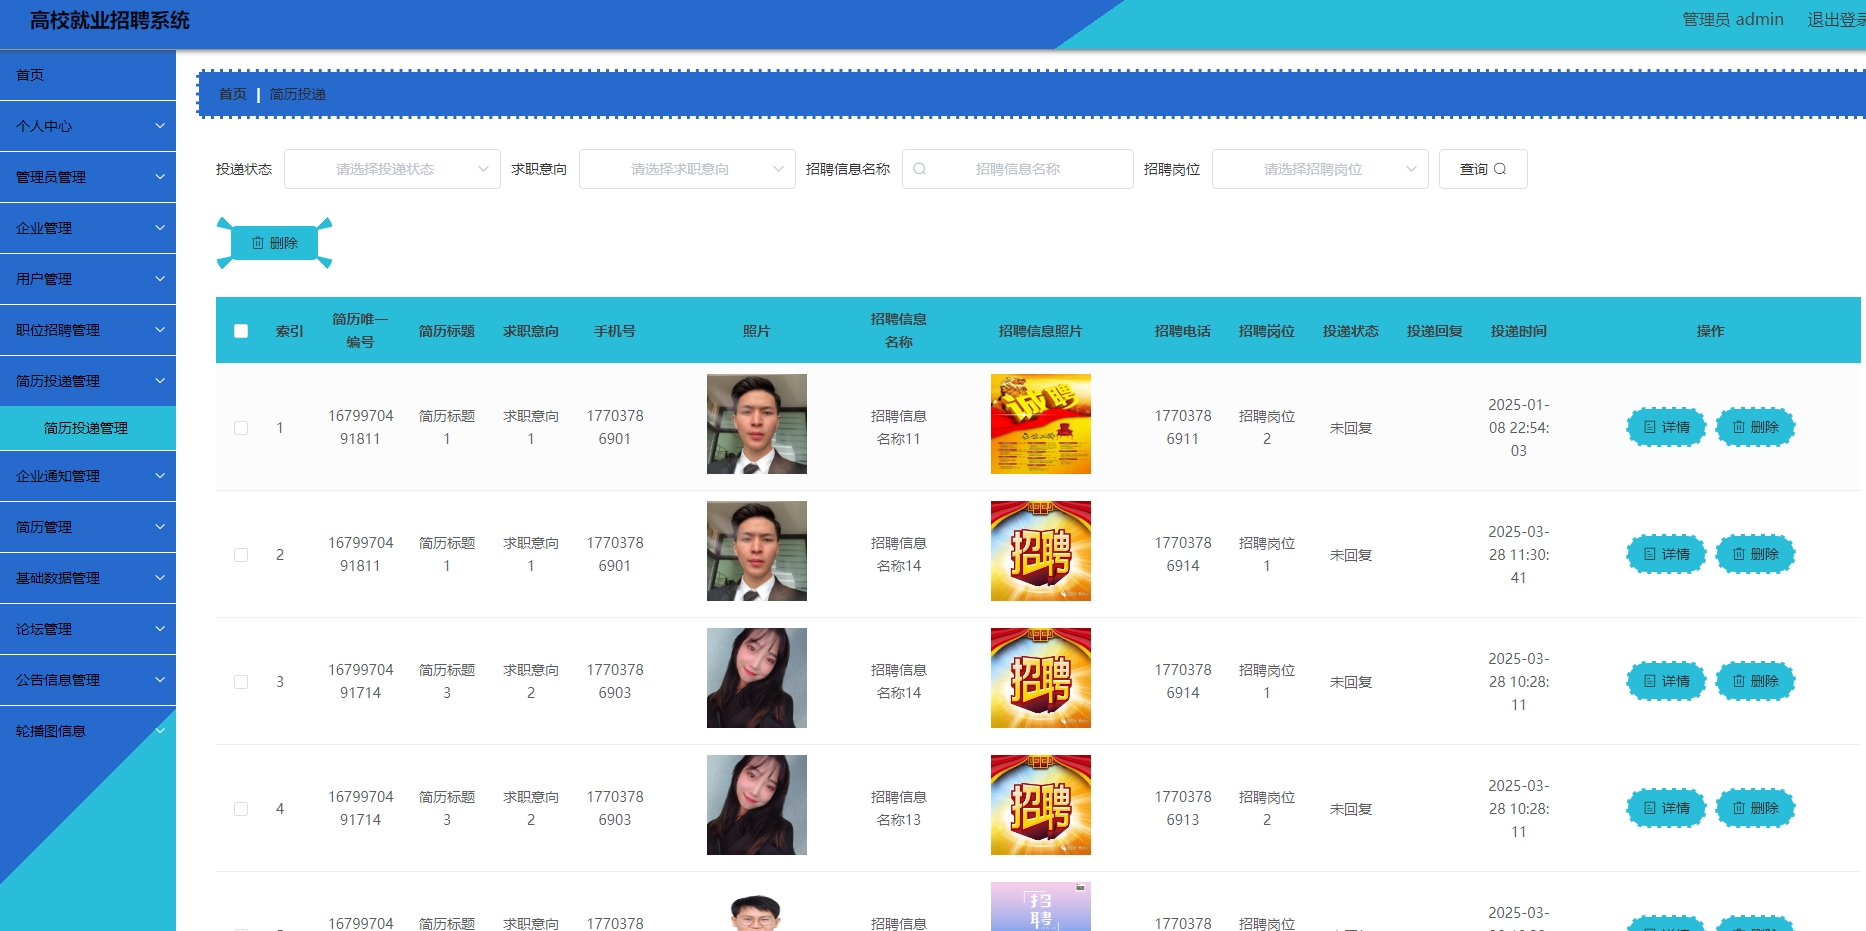 高校就业招聘系统
管理员 admin
退出登录
首页
个人中心
管理员管理
企业管理
用户管理
职位招聘管理
简历投递管理
简历投递管理
企业通知管理
简历管理
基础数据管理
论坛管理
公告信息管理
轮播图信息
首页 | 简历投递
投递状态 请选择投递状态 求职意向 请选择求职意向 招聘信息名称 招聘信息名称 招聘岗位 请选择招聘岗位 查询
删除
索引 简历唯一编号 简历标题 求职意向 手机号 照片 招聘信息名称 招聘信息照片 招聘电话 招聘岗位 投递状态 投递回复 投递时间 操作
1 1679970491811 简历标题1 求职意向1 17703786901 招聘信息名称11 诚聘 17703786911 招聘岗位2 未回复 2025-01-08 22:54:03 详情 删除
2 1679970491811 简历标题1 求职意向1 17703786901 招聘信息名称14 招聘 17703786914 招聘岗位1 未回复 2025-03-28 11:30:41 详情 删除
3 1679970491714 简历标题3 求职意向2 17703786903 招聘信息名称14 招聘 17703786914 招聘岗位1 未回复 2025-03-28 10:28:11 详情 删除
4 1679970491714 简历标题3 求职意向2 17703786903 招聘信息名称13 招聘 17703786913 招聘岗位2 未回复 2025-03-28 10:28:11 详情 删除
16799704 简历标题 求职意向 1770378 招聘信息 招聘 1770378 招聘岗位 2025-03-